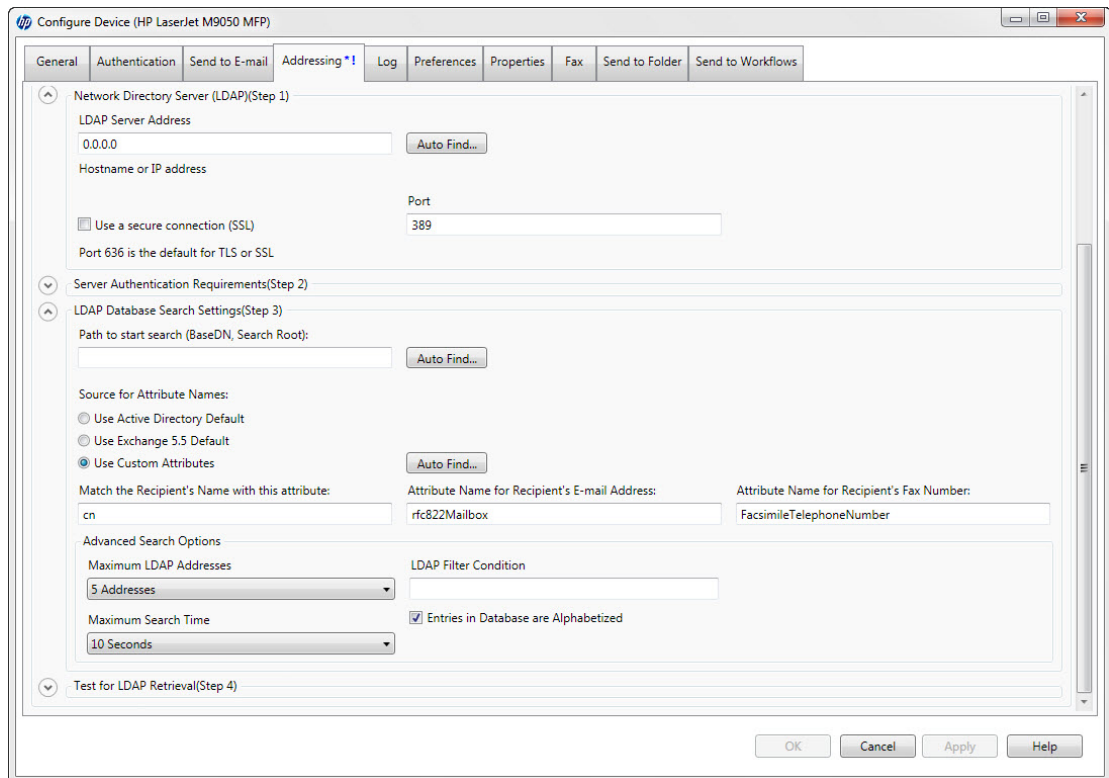 hp Configure Device (HP LaserJet M9050 MFP)
General Authentication Send to E-mail Addressing *! Log Preferences Properties Fax Send to Folder Send to Workflows
Network Directory Server (LDAP)(Step 1)
LDAP Server Address
0.0.0.0 Auto Find...
Hostname or IP address
Port
Use a secure connection (SSL) 389
Port 636 is the default for TLS or SSL
Server Authentication Requirements(Step 2)
LDAP Database Search Settings(Step 3)
Path to start search (BaseDN, Search Root):
Auto Find...
Source for Attribute Names:
Use Active Directory Default
Use Exchange 5.5 Default
Use Custom Attributes Auto Find...
Match the Recipient's Name with this attribute: Attribute Name for Recipient's E-mail Address: Attribute Name for Recipient's Fax Number:
cn rfc822Mailbox FacsimileTelephoneNumber
Advanced Search Options
Maximum LDAP Addresses LDAP Filter Condition
5 Addresses
Maximum Search Time Entries in Database are Alphabetized
10 Seconds
Test for LDAP Retrieval(Step 4)
OK Cancel Apply Help